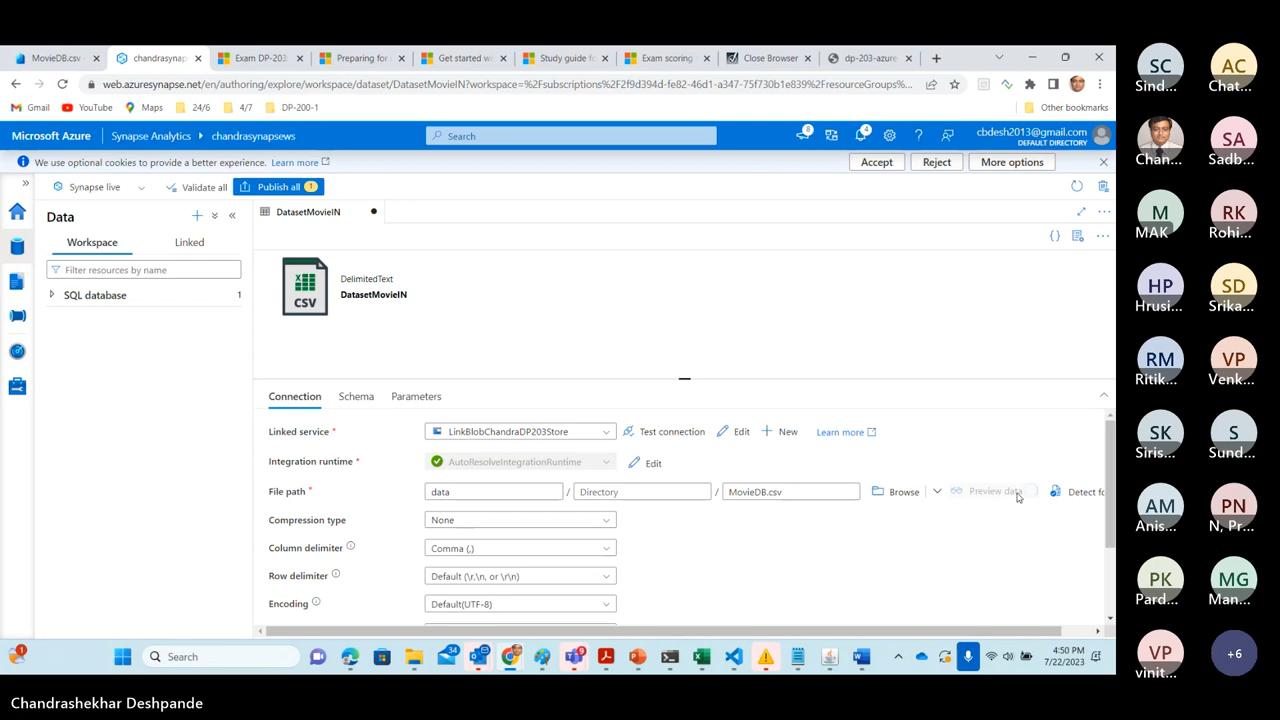 MovieDB.csv
chandrasynap
Exam DP-203:
Preparing for
Get started w
Study guide fo
Exam scoring
Close Browser
dp-203-azure
web.azuresynapse.net/en/authoring/explore/workspace/dataset/DatasetMovieIN?workspace=%2Fsubscriptions%2F2f9d394d-fe82-46d1-a347-75f730b1e839%2FresourceGroups%2...
Gmail
YouTube
Maps
24/6
4/7
DP-200-1
Other bookmarks
Microsoft Azure
Synapse Analytics
chandrasynapsews
Search
8
4
cbdesh2013@gmail.com
DEFAULT DIRECTORY
We use optional cookies to provide a better experience. Learn more
Accept
Reject
More options
Synapse live
Validate all
Publish all 1
Data
Workspace
Linked
Filter resources by name
SQL database 1
DatasetMovieIN
{}
CSV
DelimitedText
DatasetMovieIN
Connection
Schema
Parameters
Linked service *
LinkBlobChandraDP203Store
Test connection
Edit
New
Learn more
Integration runtime *
AutoResolveIntegrationRuntime
Edit
File path *
data / Directory / MovieDB.csv
Browse
Preview data
Detect fo
Compression type
None
Column delimiter
Comma (,)
Row delimiter
Default (\r,\n, or \r\n)
Encoding
Default(UTF-8)
Search
34
9
4:50 PM
7/22/2023
Chandrashekhar Deshpande
SC
Sind...
AC
Chat...
Chan...
SA
Sadb...
M
MAK
RK
Rohi...
HP
Hrusi...
SD
Srika...
RM
Ritik...
VP
Venk...
SK
Siris...
S
Sund...
AM
Anis...
PN
N, Pr...
PK
Pard...
MG
Man...
VP
vinit...
+6